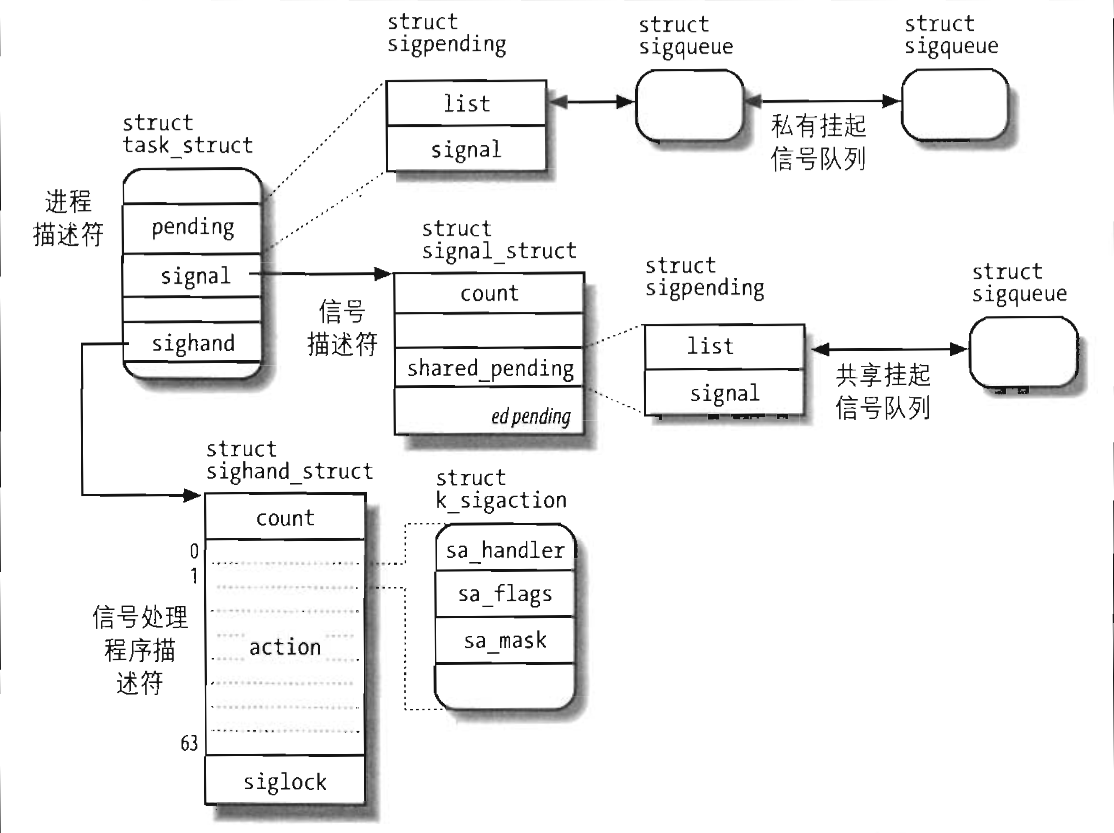 struct
sigpending
struct
sigqueue
struct
sigqueue
list
signal
私有挂起
信号队列
struct
task_struct
进程
描述符
pending
signal
sighand
struct
signal_struct
信号
描述符
count
shared_pending
ed pending
struct
sigpending
list
signal
struct
sigqueue
共享挂起
信号队列
struct
sighand_struct
count
0
1
信号处理
程序描
述符
action
63
siglock
struct
k_sigaction
sa_handler
sa_flags
sa_mask